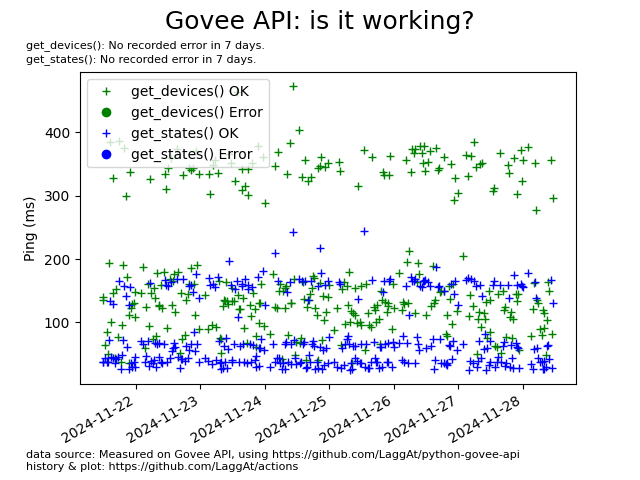 Govee API: is it working?
get_devices(): No recorded error in 7 days.
get_states(): No recorded error in 7 days.
get_devices() OK
get_devices() Error
get_states() OK
get_states() Error
Ping (ms)
400
300
200
100
2024-11-22
2024-11-23
2024-11-24
2024-11-25
2024-11-26
2024-11-27
2024-11-28
data source: Measured on Govee API, using https://github.com/LaggAt/python-govee-api
history & plot: https://github.com/LaggAt/actions